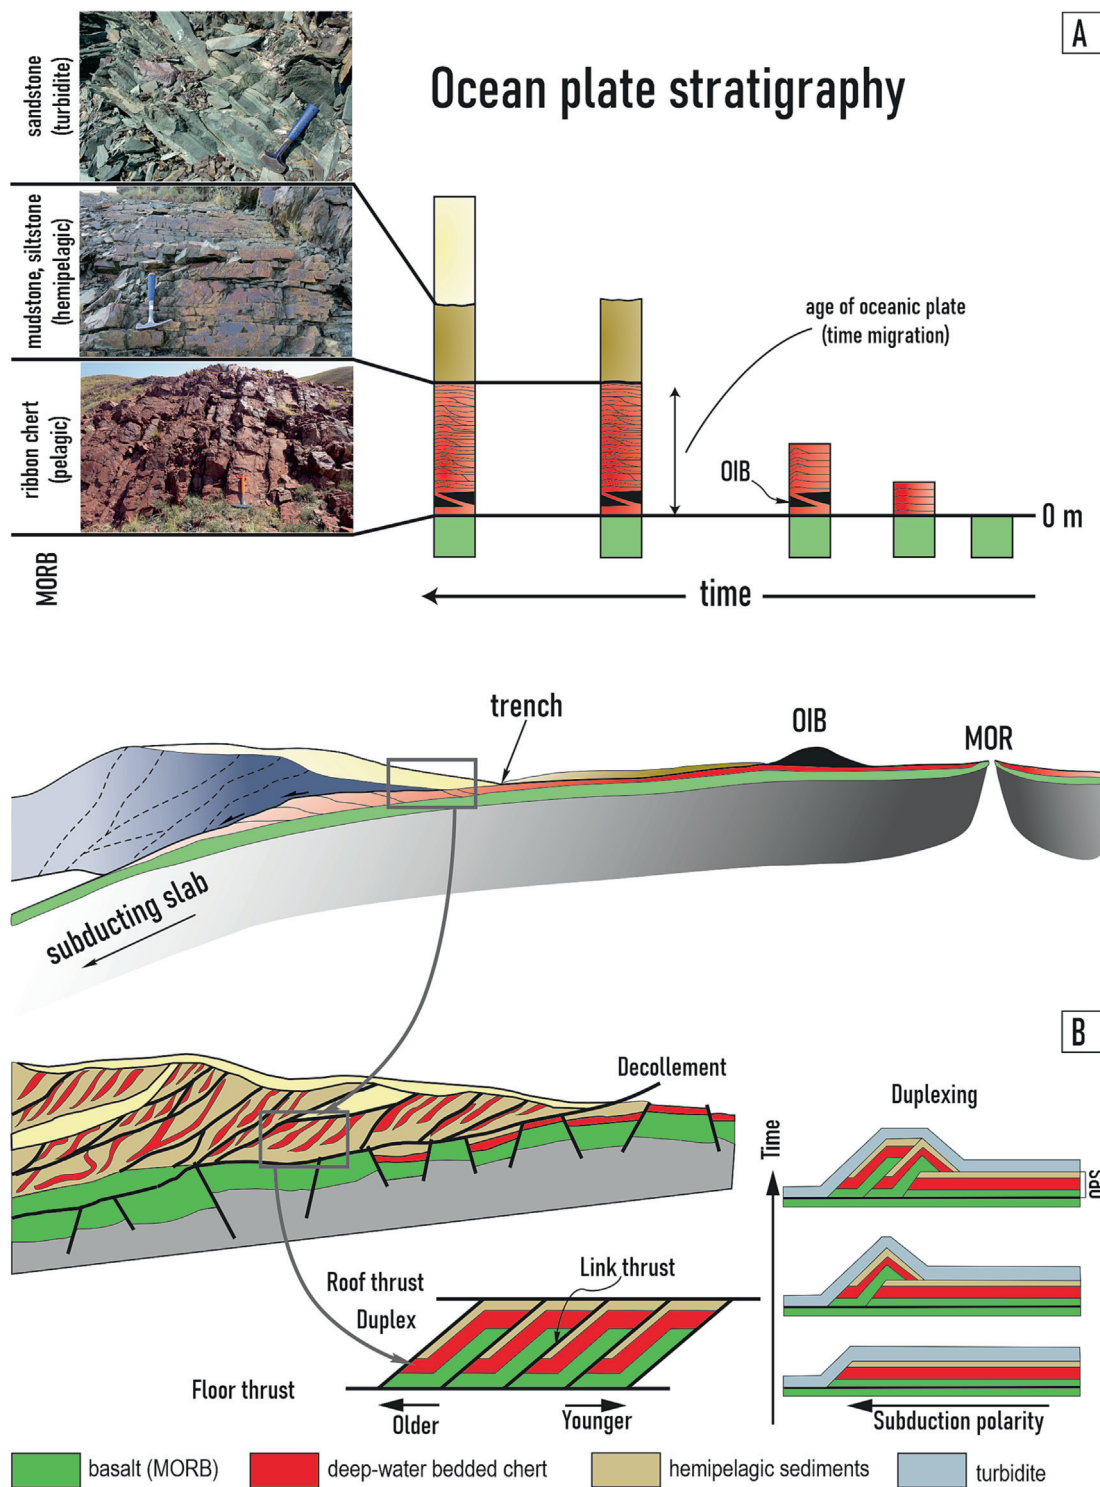 A
Ocean plate stratigraphy
sandstone
(turbidite)
mudstone, siltstone
(hemipelagic)
ribbon chert
(pelagic)
MORB
age of oceanic plate
(time migration)
OIB
0 m
time
trench
OIB
MOR
subducting slab
B
Decollement
Duplexing
Time
OPS
Roof thrust
Link thrust
Duplex
Floor thrust
Older
Younger
Subduction polarity
basalt (MORB)
deep-water bedded chert
hemipelagic sediments
turbidite